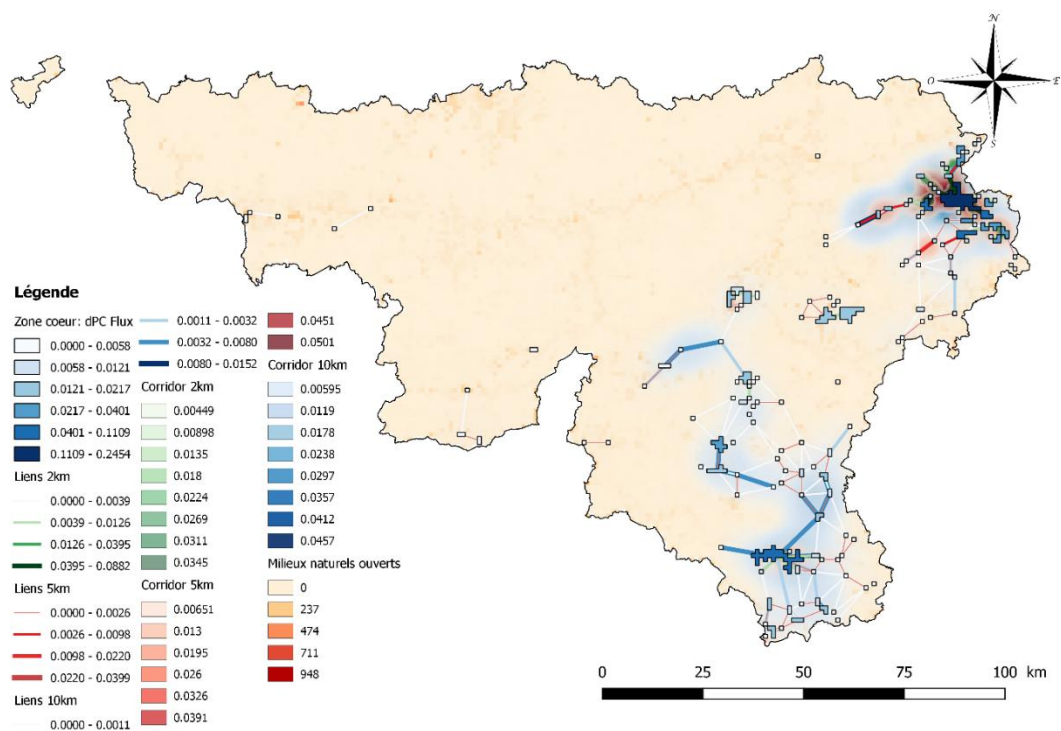 N
O
E
S
Légende
Zone coeur: dPC Flux
0.0000 - 0.0058
0.0058 - 0.0121
0.0121 - 0.0217
0.0217 - 0.0401
0.0401 - 0.1109
0.1109 - 0.2454
Liens 2km
0.0000 - 0.0039
0.0039 - 0.0126
0.0126 - 0.0395
0.0395 - 0.0882
Liens 5km
0.0000 - 0.0026
0.0026 - 0.0098
0.0098 - 0.0220
0.0220 - 0.0399
Liens 10km
0.0000 - 0.0011
0.0011 - 0.0032
0.0032 - 0.0080
0.0080 - 0.0152
Corridor 2km
0.00449
0.00898
0.0135
0.018
0.0224
0.0269
0.0311
0.0345
Corridor 5km
0.00651
0.013
0.0195
0.026
0.0326
0.0391
0.0451
0.0501
Corridor 10km
0.00595
0.0119
0.0178
0.0238
0.0297
0.0357
0.0412
0.0457
Milieux naturels ouverts
0
237
474
711
948
0 25 50 75 100 km